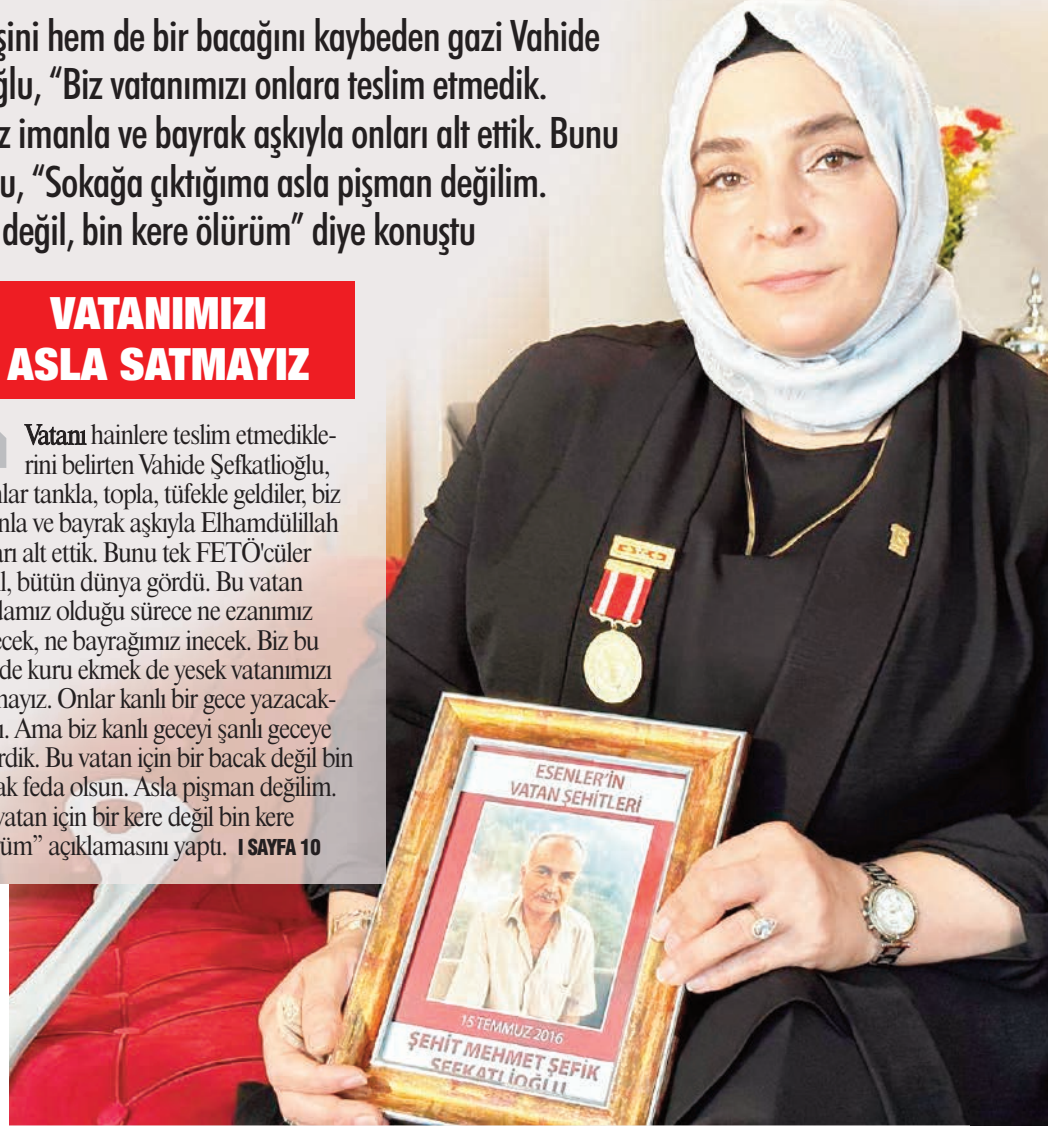 şini hem de bir bacağını kaybeden gazi Vahide
ğlu, “Biz vatanımızı onlara teslim etmedik.
z imanla ve bayrak aşkıyla onları alt ettik. Bunu
u, “Sokağa çıktığıma asla pişman değilim.
değil, bin kere ölürüm” diye konuştu
VATANIMIZI
ASLA SATMAYIZ
Vatanı hainlere teslim etmedikle-
rini belirten Vahide Şefkatlioğlu,
nlar tankla, topla, tüfekle geldiler, biz
nla ve bayrak aşkıyla Elhamdülillah
arı alt ettik. Bunu tek FETÖ'cüler
l, bütün dünya gördü. Bu vatan
damız olduğu sürece ne ezanımız
ecek, ne bayrağımız inecek. Biz bu
de kuru ekmek de yesek vatanımızı
mayız. Onlar kanlı bir gece yazacak-
ı. Ama biz kanlı geceyi şanlı geceye
rdik. Bu vatan için bir bacak değil bin
ak feda olsun. Asla pişman değilim.
vatan için bir kere değil bin kere
rüm” açıklamasını yaptı. I SAYFA 10
ESENLER'İN
VATAN ŞEHİTLERİ
15 TEMMUZ 2016
ŞEHİT MEHMET ŞEFİK
ŞEFKATLİOĞLU